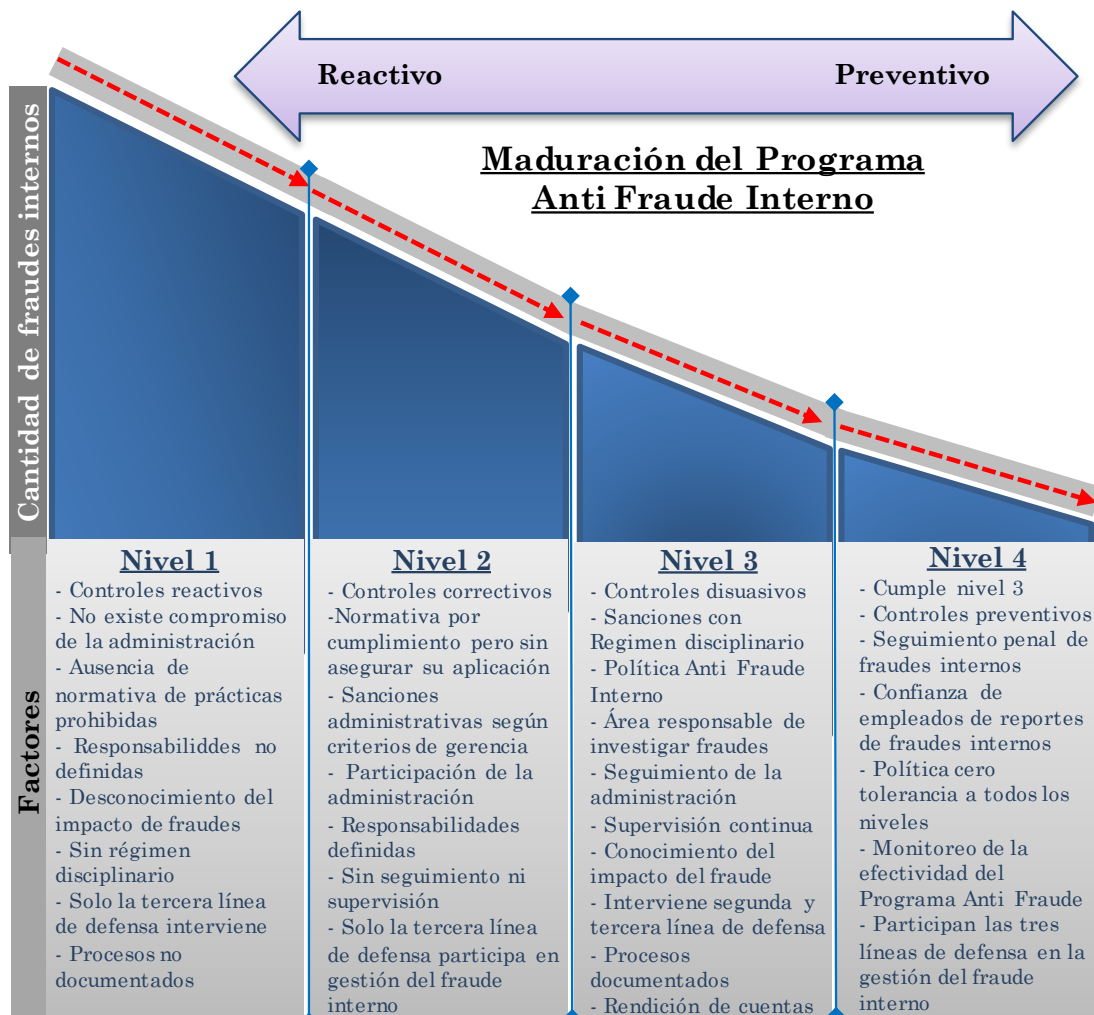 Reactivo
Preventivo
Maduración del Programa
Anti Fraude Interno
Cantidad de fraudes internos
Factores
Nivel 1
- Controles reactivos
- No existe compromiso
de la administración
- Ausencia de
normativa de prácticas
prohibidas
- Responsabiliddes no
definidas
- Desconocimiento del
impacto de fraudes
- Sin régimen
disciplinario
- Solo la tercera línea
de defensa interviene
- Procesos no
documentados
Nivel 2
- Controles correctivos
-Normativa por
cumplimiento pero sin
asegurar su aplicación
- Sanciones
administrativas según
criterios de gerencia
- Participación de la
administración
- Responsabilidades
definidas
- Sin seguimiento ni
supervisión
- Solo la tercera línea
de defensa participa en
gestión del fraude
interno
Nivel 3
- Controles disuasivos
- Sanciones con
Regimen disciplinario
- Política Anti Fraude
Interno
- Área responsable de
investigar fraudes
- Seguimiento de la
administración
- Supervisión continua
- Conocimiento del
impacto del fraude
- Interviene segunda y
tercera línea de defensa
- Procesos
documentados
- Rendición de cuentas
Nivel 4
- Cumple nivel 3
- Controles preventivos
- Seguimiento penal de
fraudes internos
- Confianza de
empleados de reportes
de fraudes internos
- Política cero
tolerancia a todos los
niveles
- Monitoreo de la
efectividad del
Programa Anti Fraude
- Participan las tres
líneas de defensa en la
gestión del fraude
interno